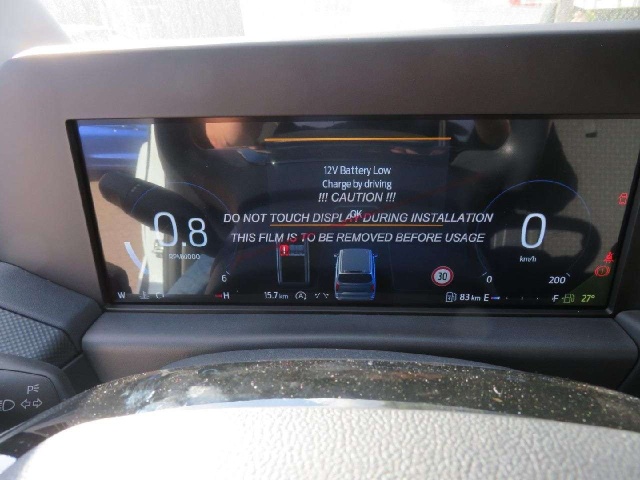 12V Battery Low
Charge by driving
!!! CAUTION !!!
OK
DO NOT TOUCH DISPLAY DURING INSTALLATION
THIS FILM IS TO BE REMOVED BEFORE USAGE
0.8
0
km/h
6
30
0
200
W
H
15.7 km
83 km E
F
27°
P